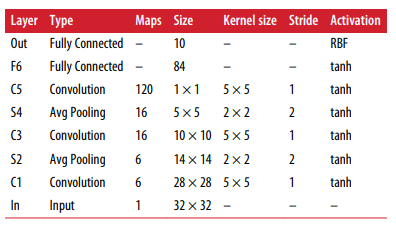 Layer Type Maps Size Kernel size Stride Activation
Out Fully Connected – 10 – – RBF
F6 Fully Connected – 84 – – tanh
C5 Convolution 120 1 × 1 5 × 5 1 tanh
S4 Avg Pooling 16 5 × 5 2 × 2 2 tanh
C3 Convolution 16 10 × 10 5 × 5 1 tanh
S2 Avg Pooling 6 14 × 14 2 × 2 2 tanh
C1 Convolution 6 28 × 28 5 × 5 1 tanh
In Input 1 32 × 32 – – –